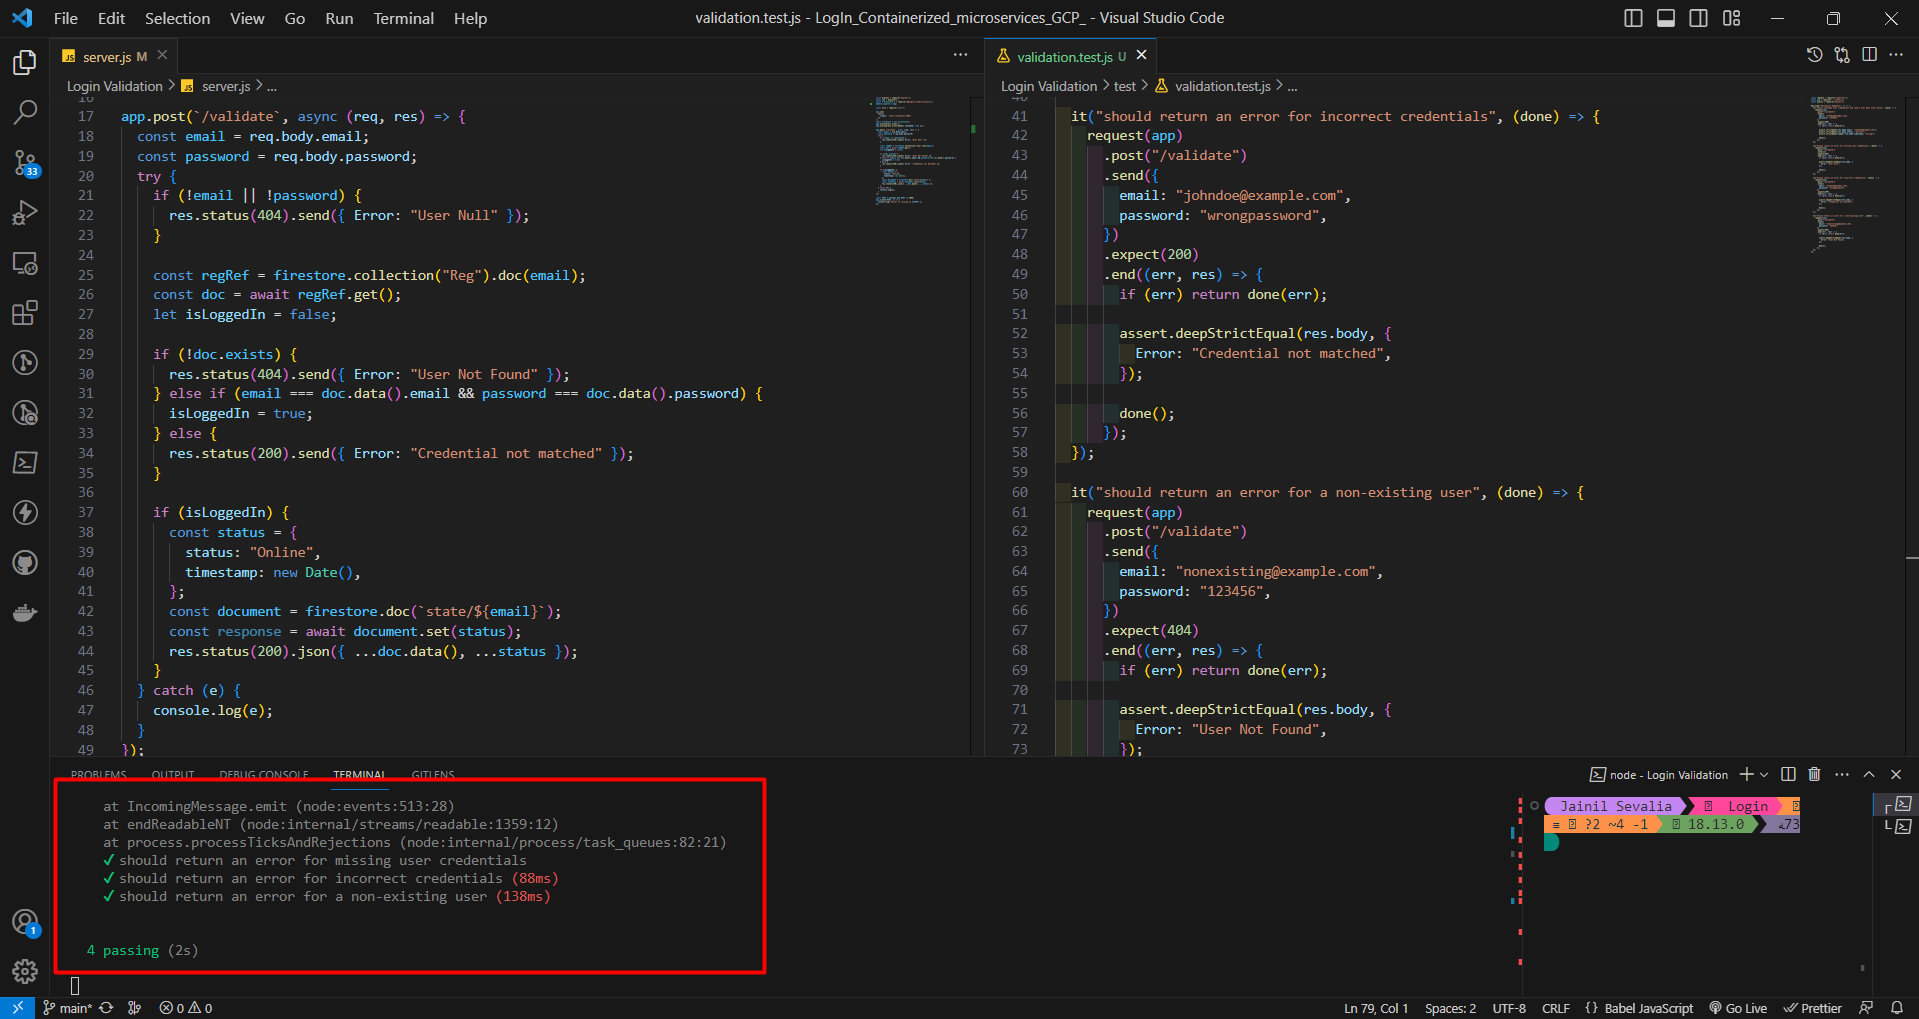 File Edit Selection View Go Run Terminal Help
validation.test.js - LogIn_Containerized_microservices_GCP_ - Visual Studio Code
JS server.js M
Login Validation > JS server.js > ...
16
17 app.post(`/validate`, async (req, res) => {
18 const email = req.body.email;
19 const password = req.body.password;
20 try {
21 if (!email || !password) {
22 res.status(404).send({ Error: "User Null" });
23 }
24
25 const regRef = firestore.collection("Reg").doc(email);
26 const doc = await regRef.get();
27 let isLoggedIn = false;
28
29 if (!doc.exists) {
30 res.status(404).send({ Error: "User Not Found" });
31 } else if (email === doc.data().email && password === doc.data().password) {
32 isLoggedIn = true;
33 } else {
34 res.status(200).send({ Error: "Credential not matched" });
35 }
36
37 if (isLoggedIn) {
38 const status = {
39 status: "Online",
40 timestamp: new Date(),
41 };
42 const document = firestore.doc(`state/${email}`);
43 const response = await document.set(status);
44 res.status(200).json({ ...doc.data(), ...status });
45 }
46 } catch (e) {
47 console.log(e);
48 }
49 });
validation.test.js U
Login Validation > test > validation.test.js > ...
40
41 it("should return an error for incorrect credentials", (done) => {
42 request(app)
43 .post("/validate")
44 .send({
45 email: "johndoe@example.com",
46 password: "wrongpassword",
47 })
48 .expect(200)
49 .end((err, res) => {
50 if (err) return done(err);
51
52 assert.deepStrictEqual(res.body, {
53 Error: "Credential not matched",
54 });
55
56 done();
57 });
58 });
59
60 it("should return an error for a non-existing user", (done) => {
61 request(app)
62 .post("/validate")
63 .send({
64 email: "nonexisting@example.com",
65 password: "123456",
66 })
67 .expect(404)
68 .end((err, res) => {
69 if (err) return done(err);
70
71 assert.deepStrictEqual(res.body, {
72 Error: "User Not Found",
73 });
33
1
PROBLEMS OUTPUT DEBUG CONSOLE TERMINAL GITLENS
node - Login Validation
at IncomingMessage.emit (node:events:513:28)
at endReadableNT (node:internal/streams/readable:1359:12)
at process.processTicksAndRejections (node:internal/process/task_queues:82:21)
✓ should return an error for missing user credentials
✓ should return an error for incorrect credentials (88ms)
✓ should return an error for a non-existing user (138ms)
4 passing (2s)
Jainil Sevalia Login
≡ ?2 ~4 -1 18.13.0 73
main* 0 0
Ln 79, Col 1 Spaces: 2 UTF-8 CRLF {} Babel JavaScript Go Live Prettier